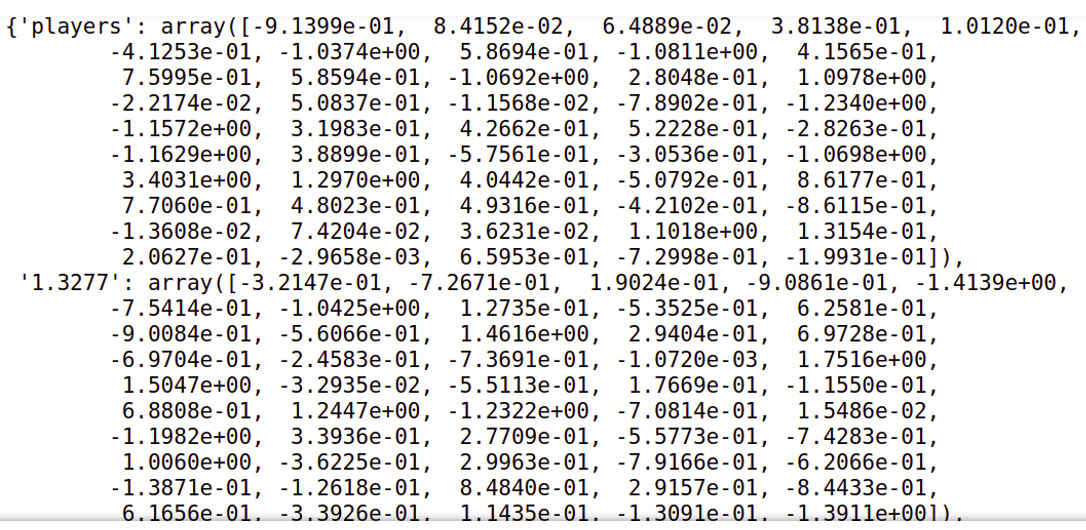 {'players': array([-9.1399e-01,  8.4152e-02,  6.4889e-02,  3.8138e-01,  1.0120e-01,
-4.1253e-01, -1.0374e+00,  5.8694e-01, -1.0811e+00,  4.1565e-01,
7.5995e-01,  5.8594e-01, -1.0692e+00,  2.8048e-01,  1.0978e+00,
-2.2174e-02,  5.0837e-01, -1.1568e-02, -7.8902e-01, -1.2340e+00,
-1.1572e+00,  3.1983e-01,  4.2662e-01,  5.2228e-01, -2.8263e-01,
-1.1629e+00,  3.8899e-01, -5.5761e-01, -3.0536e-01, -1.0698e+00,
3.4031e+00,  1.2970e+00,  4.0442e-01, -5.0792e-01,  8.6177e-01,
7.7060e-01,  4.8023e-01,  4.9316e-01, -4.2102e-01, -8.6115e-01,
-1.3608e-02,  7.4204e-02,  3.6231e-02,  1.1018e+00,  1.3154e-01,
2.0627e-01, -2.9658e-03,  6.5953e-01, -7.2998e-01, -1.9931e-01]),
'1.3277': array([-3.2147e-01, -7.2671e-01,  1.9024e-01, -9.0861e-01, -1.4139e+00,
-7.5414e-01, -1.0425e+00,  1.2735e-01, -5.3525e-01,  6.2581e-01,
-9.0084e-01, -5.6066e-01,  1.4616e+00,  2.9404e-01,  6.9728e-01,
-6.9704e-01, -2.4583e-01, -7.3691e-01, -1.0720e-03,  1.7516e+00,
1.5047e+00, -3.2935e-02, -5.5113e-01,  1.7669e-01, -1.1550e-01,
6.8808e-01,  1.2447e+00, -1.2322e+00, -7.0814e-01,  1.5486e-02,
-1.1982e+00,  3.3936e-01,  2.7709e-01, -5.5773e-01, -7.4283e-01,
1.0060e+00, -3.6225e-01,  2.9963e-01, -7.9166e-01, -6.2066e-01,
-1.3871e-01, -1.2618e-01,  8.4840e-01,  2.9157e-01, -8.4433e-01,
6.1656e-01, -3.3926e-01,  1.1435e-01, -1.3091e-01, -1.3911e+00]),